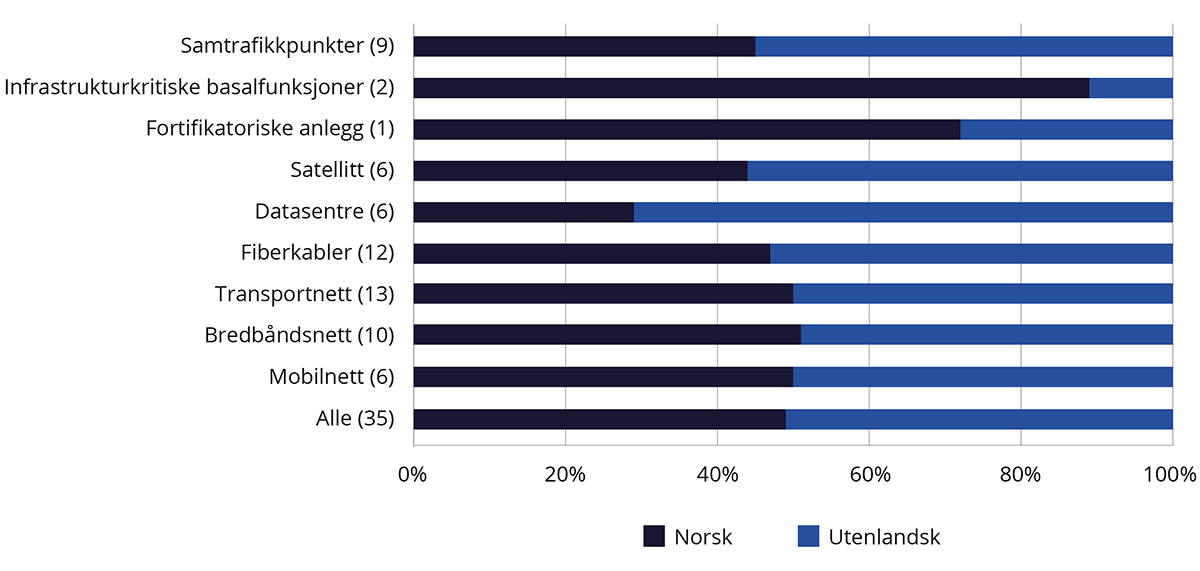 Samtrafikkpunkter (9)
Infrastrukturkritiske basalfunksjoner (2)
Fortifikatoriske anlegg (1)
Satellitt (6)
Datasentre (6)
Fiberkabler (12)
Transportnett (13)
Bredbåndsnett (10)
Mobilnett (6)
Alle (35)
0% 20% 40% 60% 80% 100%
Norsk Utenlandsk